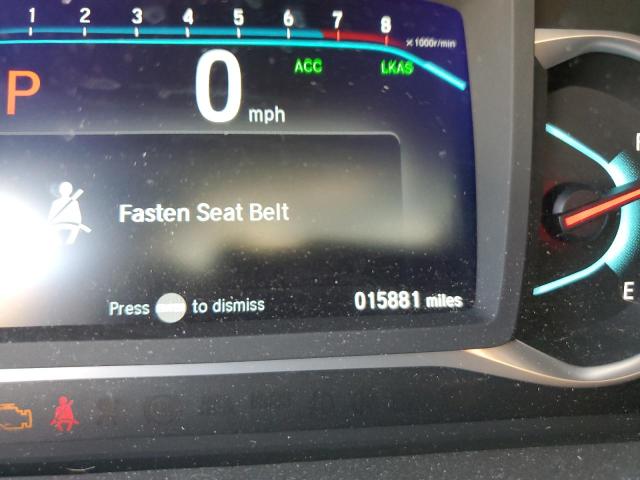 1 2 3 4 5 6 7 8
x1000r/min
ACC LKAS
P 0 mph
Fasten Seat Belt
Press to dismiss
015881 miles
E